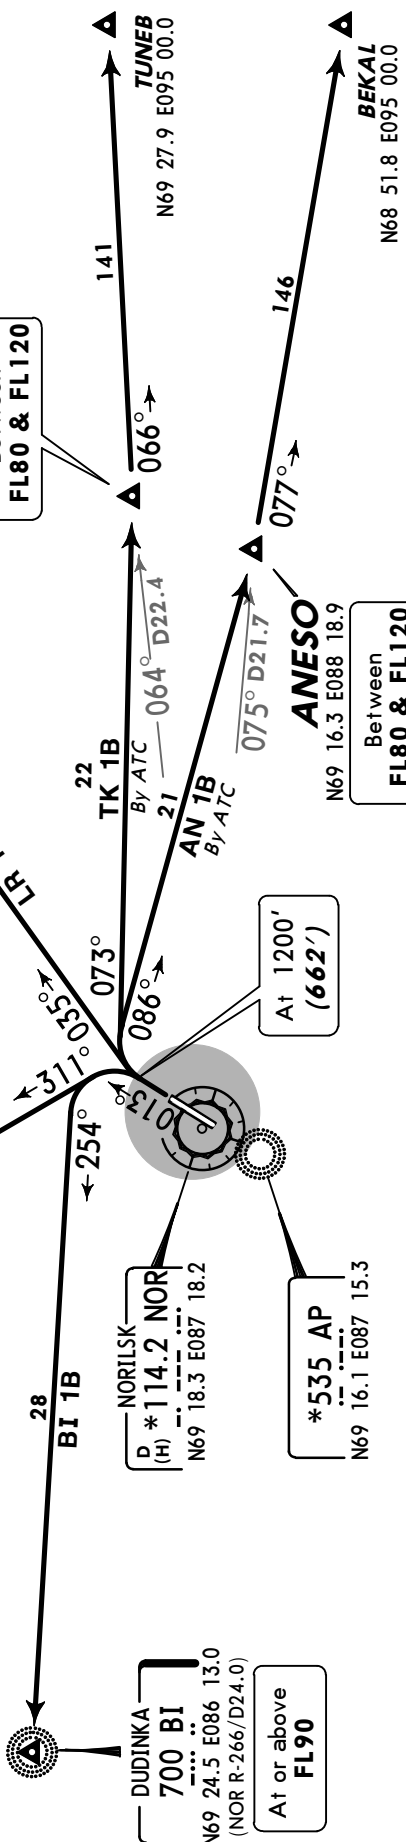 TUNEB
N69 27.9 E095 00.0
BEKAL
N68 51.8 E095 00.0
141
146
FL80 & FL120
066°
077°
064° D22.4
075° D21.7
22
TK 1B
By ATC
21
AN 1B
By ATC
ANESO
N69 16.3 E088 18.9
Between
FL80 & FL120
LR
073°
086°
035°
311°
013°
254°
At 1200'
(662')
NORILSK
D
(H) *114.2 NOR
N69 18.3 E087 18.2
*535 AP
N69 16.1 E087 15.3
28
BI 1B
DUDINKA
700 BI
N69 24.5 E086 13.0
(NOR R-266/D24.0)
At or above
FL90